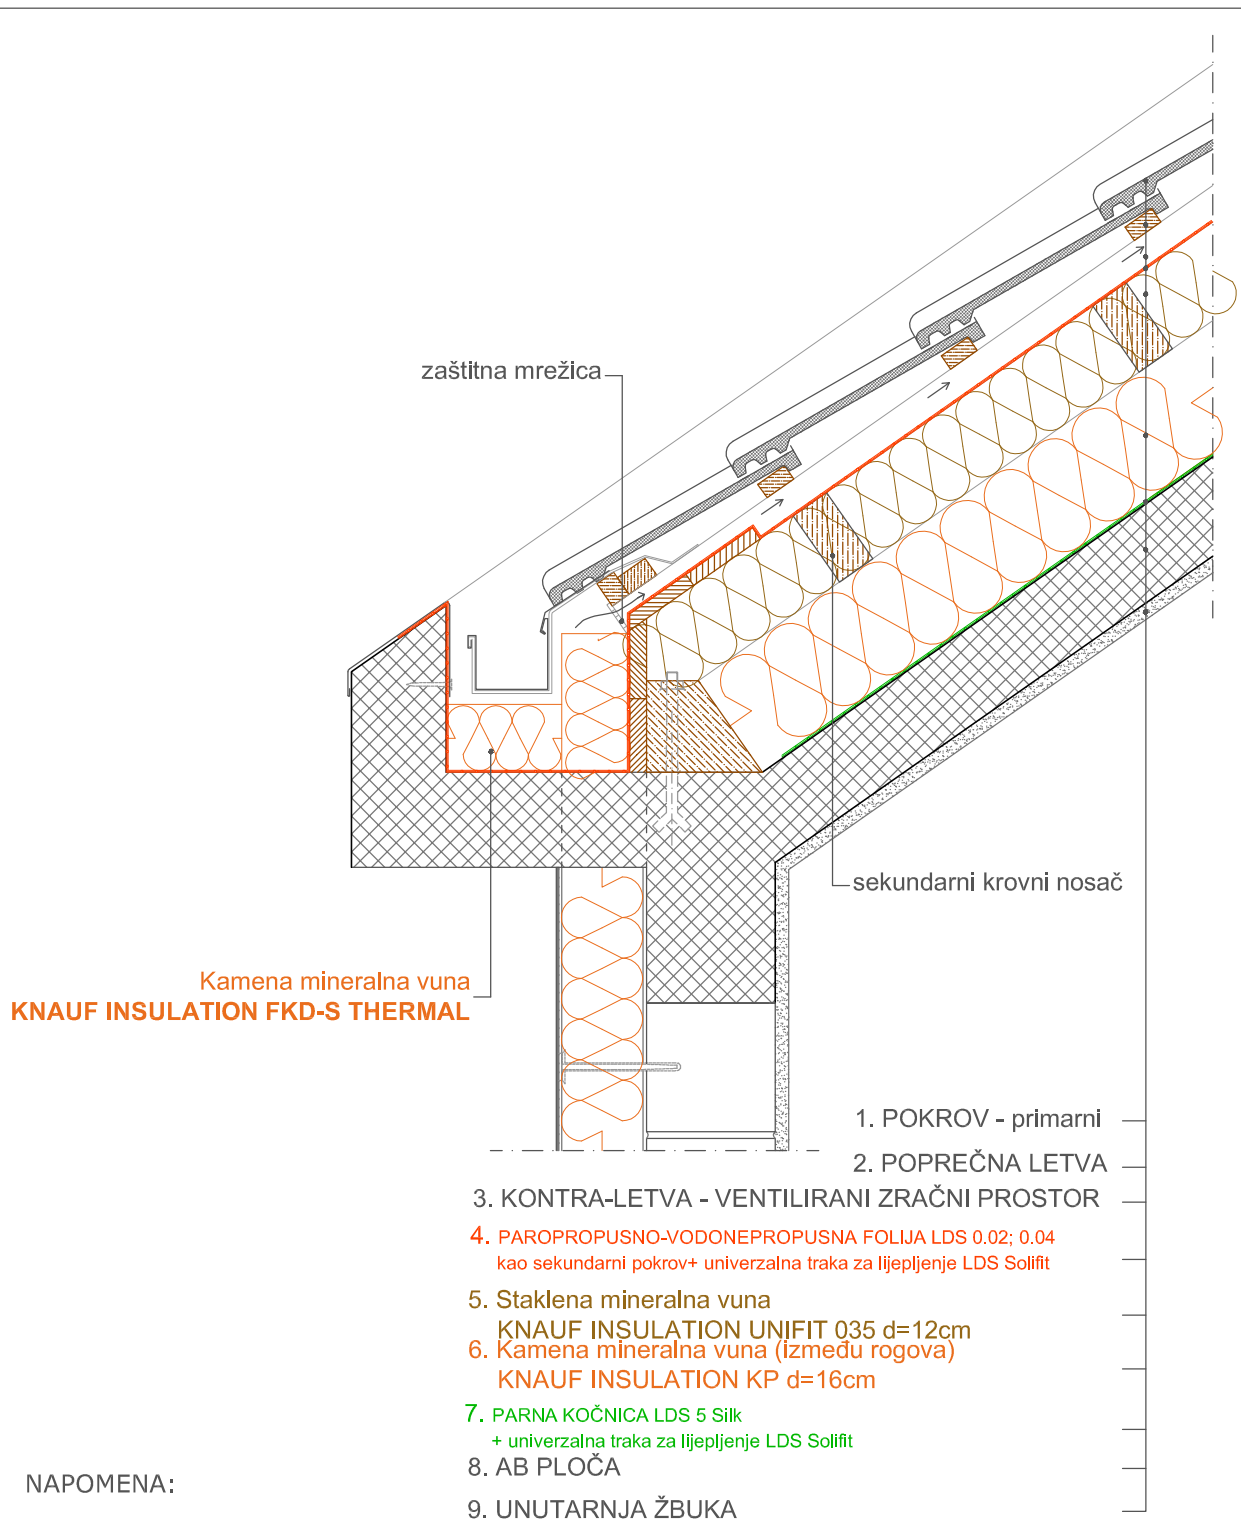 zaštitna mrežica
sekundarni krovni nosač
Kamena mineralna vuna
KNAUF INSULATION FKD-S THERMAL
1. POKROV - primarni
2. POPREČNA LETVA
3. KONTRA-LETVA - VENTILIRANI ZRAČNI PROSTOR
4. PAROPROPUSNO-VODONEPROPUSNA FOLIJA LDS 0.02; 0.04
kao sekundarni pokrov+ univerzalna traka za lijepljenje LDS Solifit
5. Staklena mineralna vuna
KNAUF INSULATION UNIFIT 035 d=12cm
6. Kamena mineralna vuna (između rogova)
KNAUF INSULATION KP d=16cm
7. PARNA KOČNICA LDS 5 Silk
+ univerzalna traka za lijepljenje LDS Solifit
8. AB PLOČA
NAPOMENA:
9. UNUTARNJA ŽBUKA